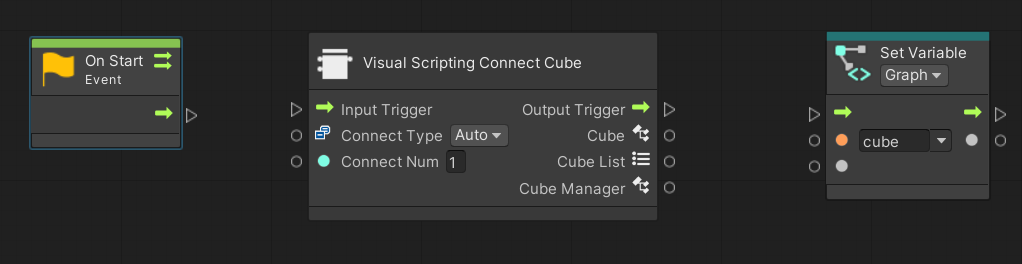 On Start
Event
Visual Scripting Connect Cube
Input Trigger
Output Trigger
Connect Type
Auto
Cube
Connect Num
1
Cube List
Cube Manager
Set Variable
Graph
cube